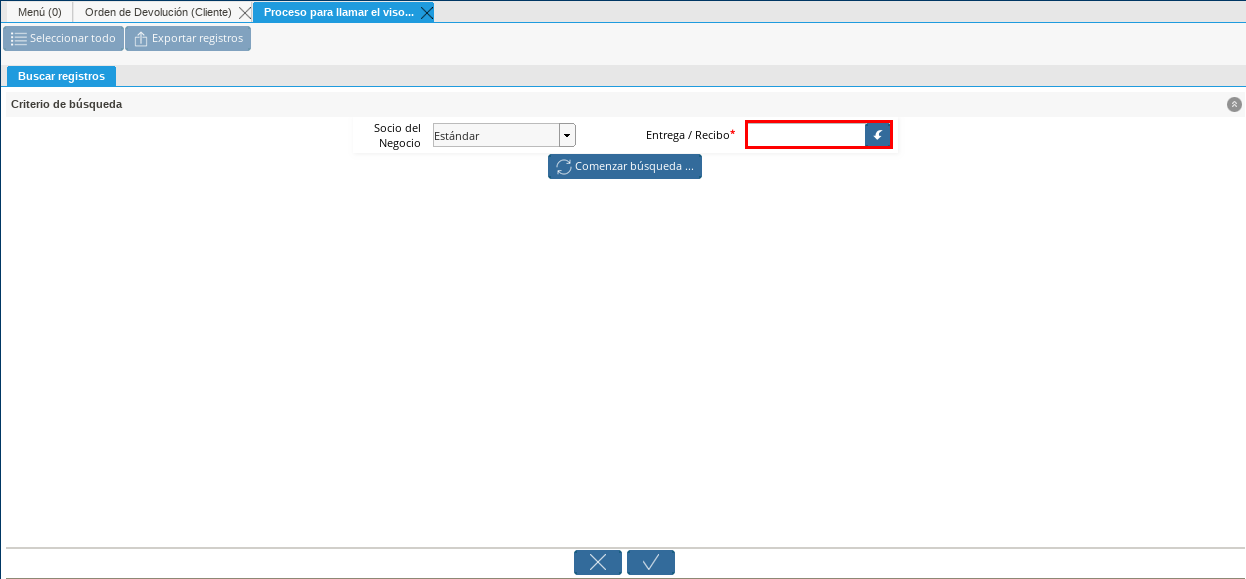 Menú (0) Orden de Devolución (Cliente) Proceso para llamar el viso...
Seleccionar todo Exportar registros
Buscar registros
Criterio de búsqueda
Socio del Negocio Estándar Entrega / Recibo*
Comenzar búsqueda ...